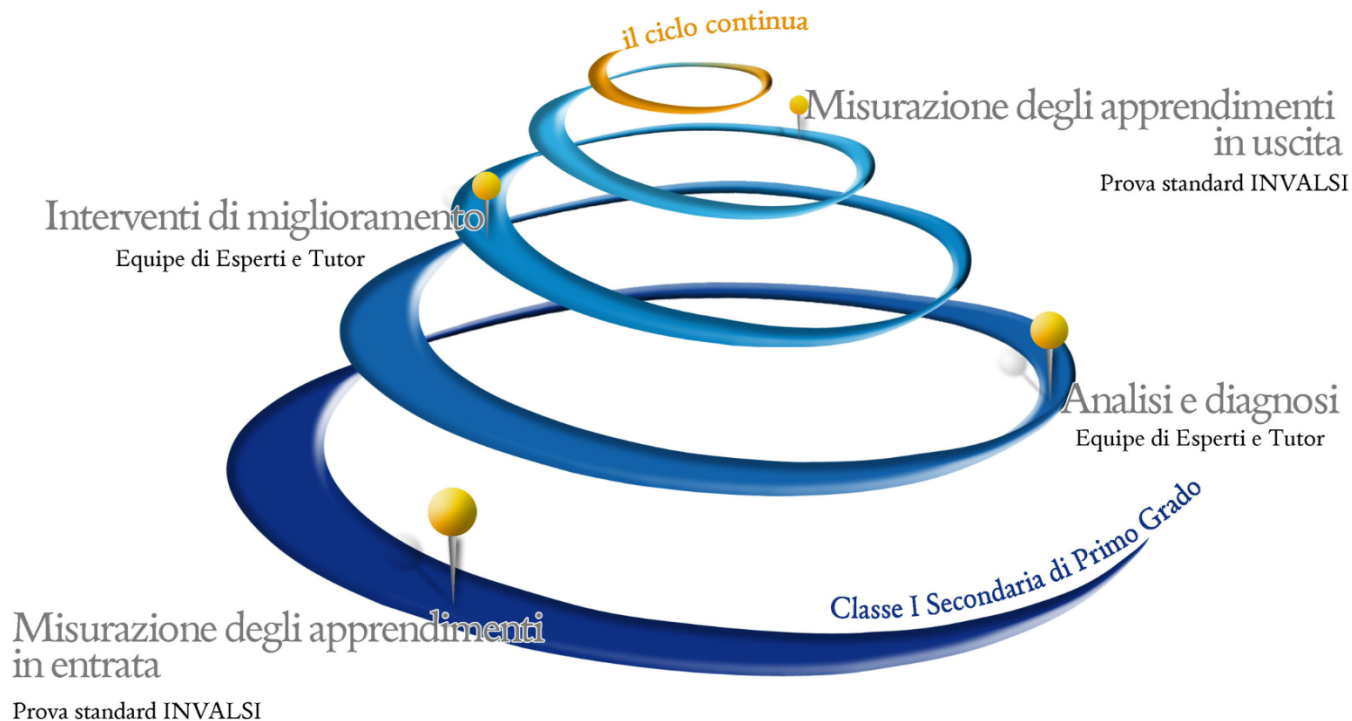 il ciclo continua
Misurazione degli apprendimenti
in uscita
Prova standard INVALSI
Interventi di miglioramento
Equipe di Esperti e Tutor
Analisi e diagnosi
Equipe di Esperti e Tutor
Classe I Secondaria di Primo Grado
Misurazione degli apprendimenti
in entrata
Prova standard INVALSI